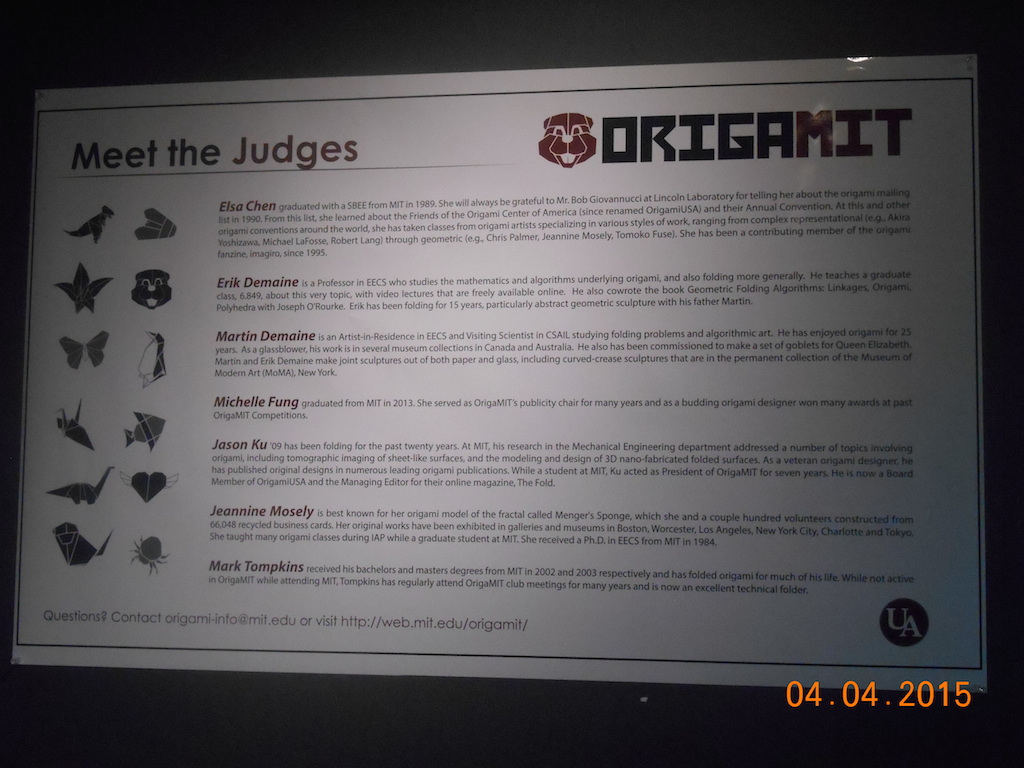 ORIGAMIT
Meet the Judges
Elsa Chen graduated with a SBEE from MIT in 1989. She will always be grateful to Mr. Bob Giovannucci at Lincoln Laboratory for telling her about the origami mailing
list in 1990. From this list, she learned about the Friends of the Origami Center of America (since renamed OrigamiUSA) and their Annual Convention. At this and other
origami conventions around the world, she has taken classes from origami artists specializing in various styles of work, ranging from complex representational (e.g., Akira
Yoshizawa, Michael LaFosse, Robert Lang) through geometric (e.g., Chris Palmer, Jeannine Mosely, Tomoko Fuse). She has been a contributing member of the origami
fanzine, imagiro, since 1995.
Erik Demaine is a Professor in EECS who studies the mathematics and algorithms underlying origami, and also folding more generally. He teaches a graduate
class, 6.849, about this very topic, with video lectures that are freely available online. He also cowrote the book Geometric Folding Algorithms: Linkages, Origami,
Polyhedra with Joseph O'Rourke. Erik has been folding for 15 years, particularly abstract geometric sculpture with his father Martin.
Martin Demaine is an Artist-in-Residence in EECS and Visiting Scientist in CSAIL studying folding problems and algorithmic art. He has enjoyed origami for 25
years. As a glassblower, his work is in several museum collections in Canada and Australia. He also has been commissioned to make a set of goblets for Queen Elizabeth.
Martin and Erik Demaine make joint sculptures out of both paper and glass, including curved-crease sculptures that are in the permanent collection of the Museum of
Modern Art (MoMA), New York.
Michelle Fung graduated from MIT in 2013. She served as OrigaMIT's publicity chair for many years and as a budding origami designer won many awards at past
OrigaMIT Competitions.
Jason Ku '09 has been folding for the past twenty years. At MIT, his research in the Mechanical Engineering department addressed a number of topics involving
origami, including tomographic imaging of sheet-like surfaces, and the modeling and design of 3D nano-fabricated folded surfaces. As a veteran origami designer, he
has published original designs in numerous leading origami publications. While a student at MIT, Ku acted as President of OrigaMIT for seven years. He is now a Board
Member of OrigamiUSA and the Managing Editor for their online magazine, The Fold.
Jeannine Mosely is best known for her origami model of the fractal called Menger's Sponge, which she and a couple hundred volunteers constructed from
66,048 recycled business cards. Her original works have been exhibited in galleries and museums in Boston, Worcester, Los Angeles, New York City, Charlotte and Tokyo.
She taught many origami classes during IAP while a graduate student at MIT. She received a Ph.D. in EECS from MIT in 1984.
Mark Tompkins received his bachelors and masters degrees from MIT in 2002 and 2003 respectively and has folded origami for much of his life. While not active
in OrigaMIT while attending MIT, Tompkins has regularly attend OrigaMIT club meetings for many years and is now an excellent technical folder.
Questions? Contact origami-info@mit.edu or visit http://web.mit.edu/origamit/
UA
04.04.2015